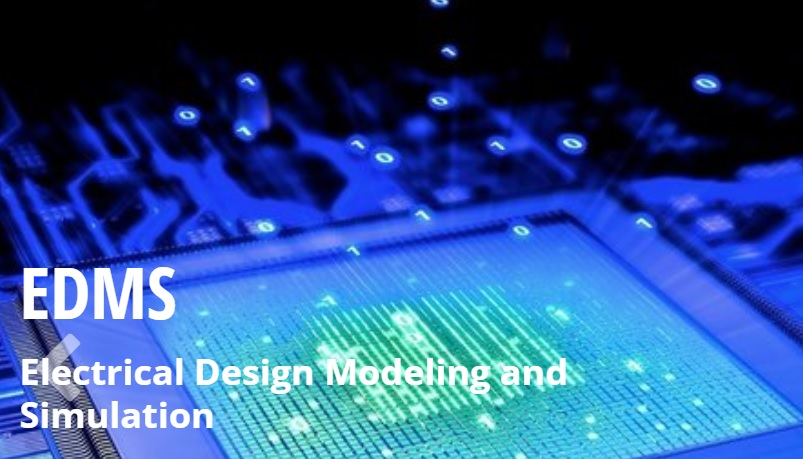 EDMS
Electrical Design Modeling and
Simulation